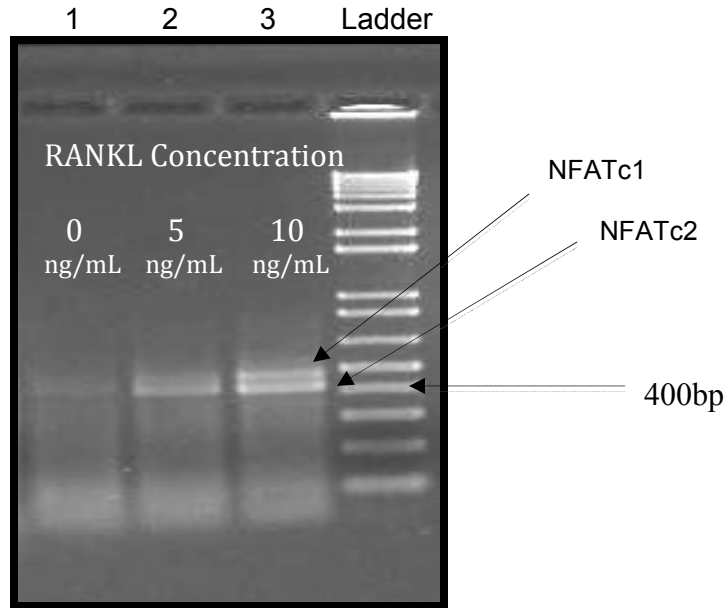 1 2 3 Ladder
RANKL Concentration
NFATc1
NFATc2
0 5 10
ng/mL ng/mL ng/mL
400bp